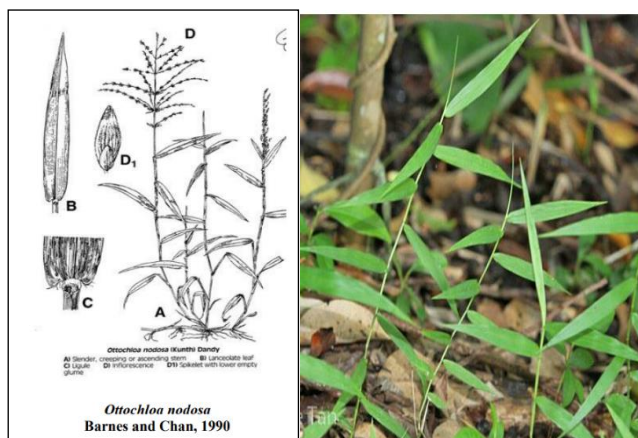 D
D1
B
C
A
Ottochloa nodosa (Kunth) Dandy
A) Slender, creeping or ascending stem B) Lanceolate leaf
C) Ligule D) Inflorescence D1) Spikelet with lower empty
glume
Ottochloa nodosa
Barnes and Chan, 1990
Tân